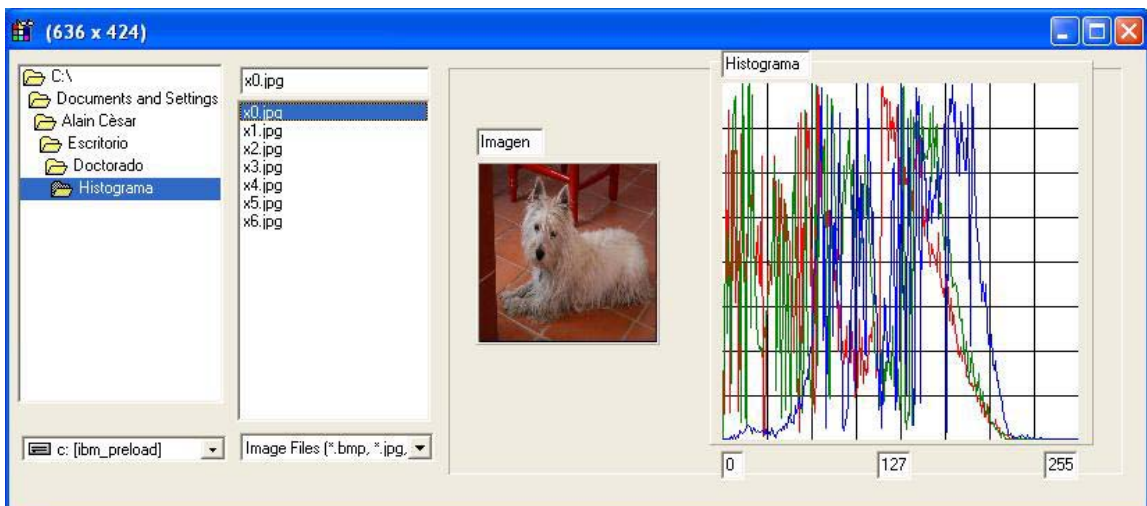 (636 x 424)
C:\
Documents and Settings
Alain Cèsar
Escritorio
Doctorado
Histograma
c: [ibm_preload]
x0.jpg
x0.jpg
x1.jpg
x2.jpg
x3.jpg
x4.jpg
x5.jpg
x6.jpg
Image Files (*.bmp, *.jpg,
Imagen
Histograma
0
127
255